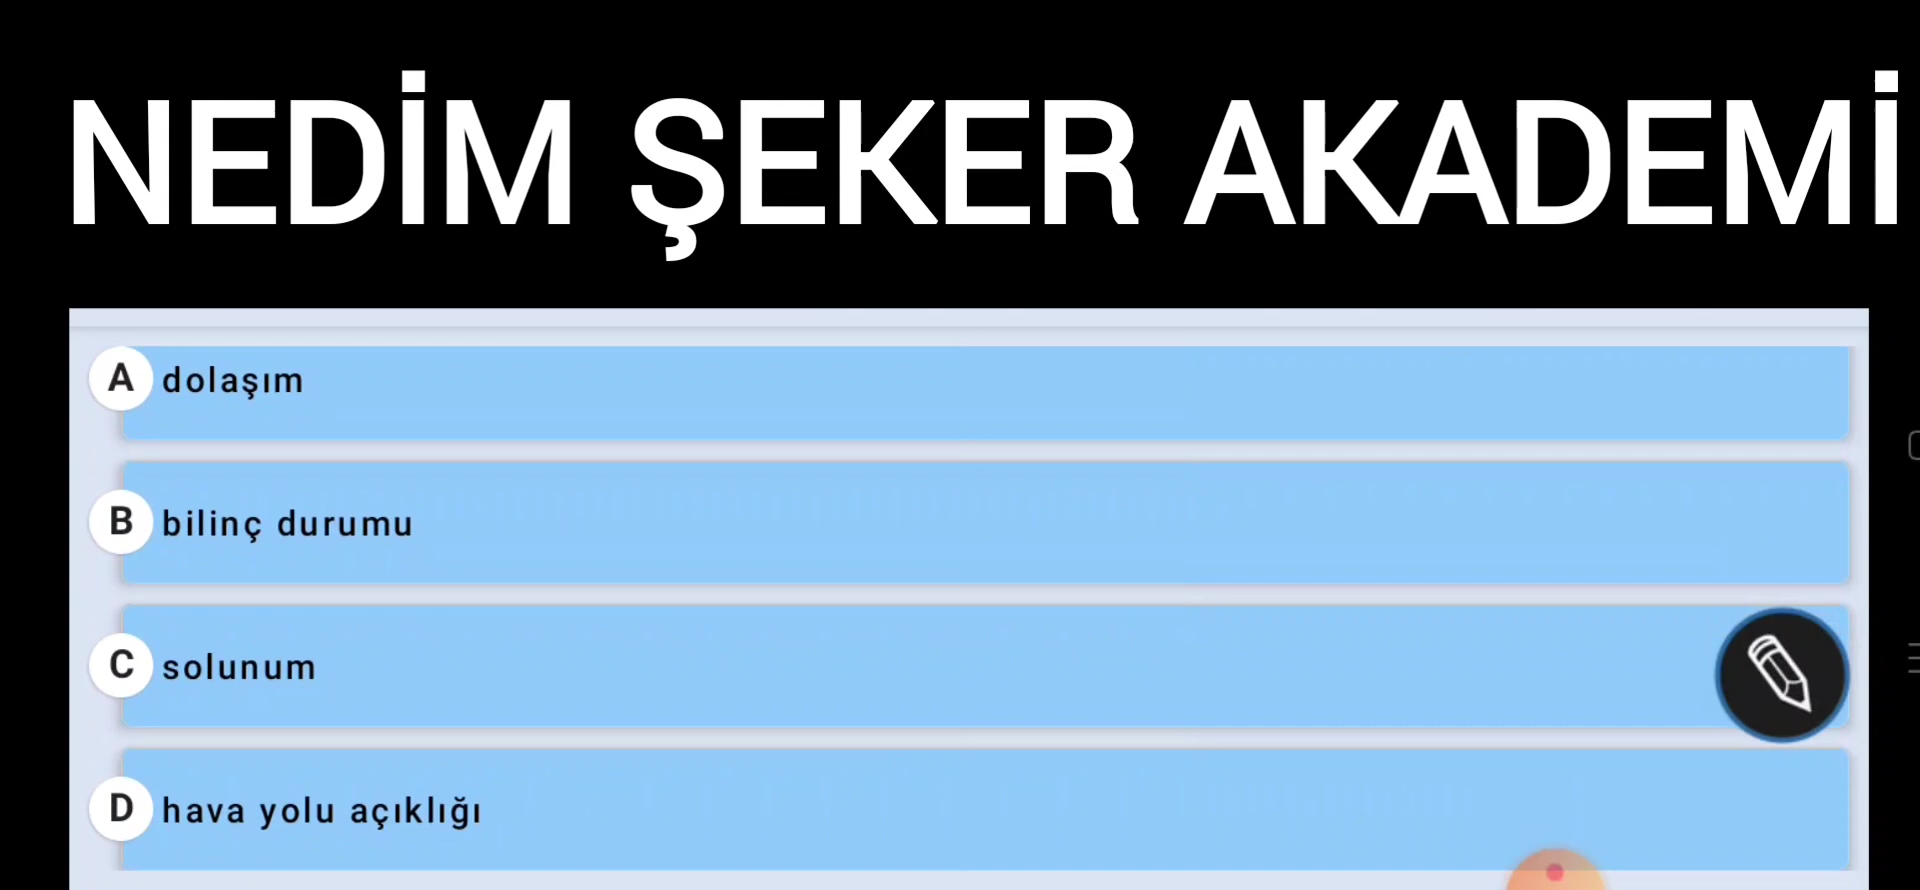 NEDİM ŞEKER AKADEMİ
A dolaşım
B bilinç durumu
C solunum
D hava yolu açıklığı